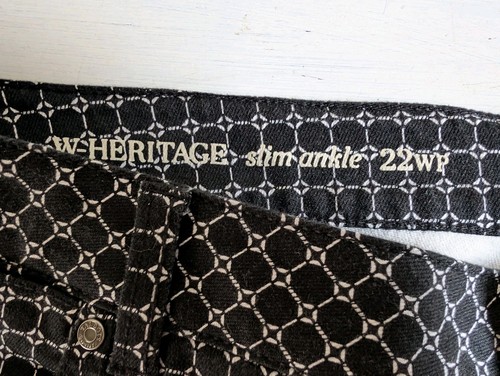 W-HERITAGE slim ankle 22WP